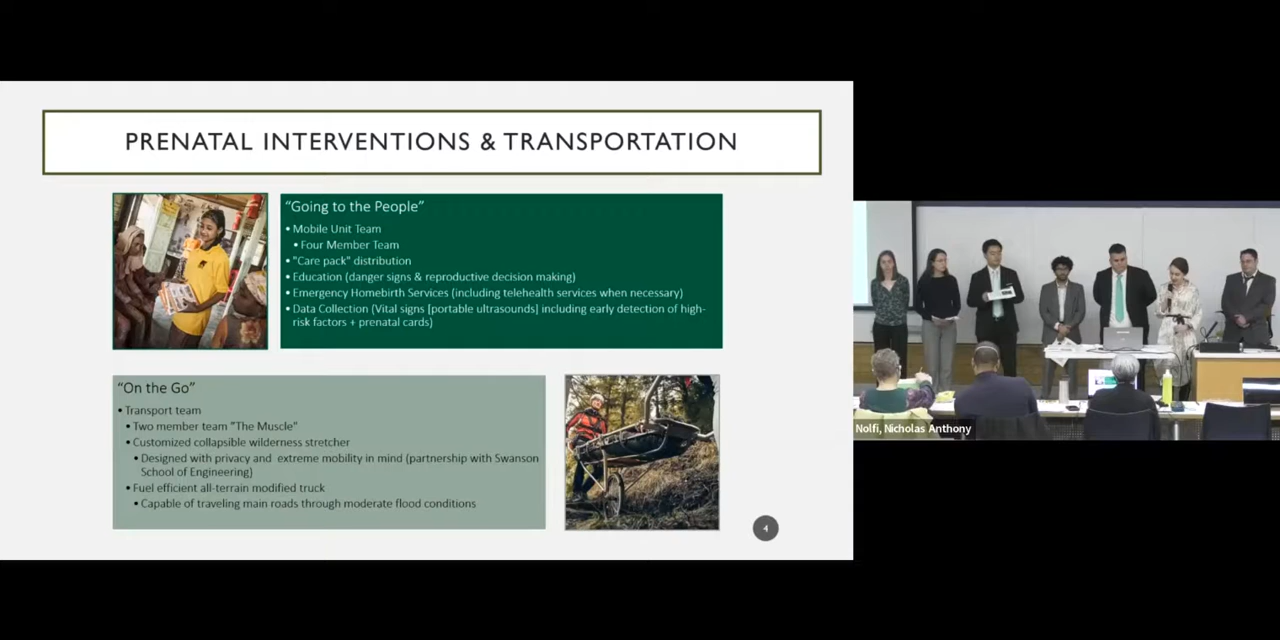 PRENATAL INTERVENTIONS & TRANSPORTATION
“Going to the People”
• Mobile Unit Team
• Four Member Team
• "Care pack" distribution
• Education (danger signs & reproductive decision making)
• Emergency Homebirth Services (including telehealth services when necessary)
• Data Collection (Vital signs [portable ultrasounds] including early detection of high-
risk factors + prenatal cards)
“On the Go”
• Transport team
• Two member team "The Muscle"
• Customized collapsible wilderness stretcher
• Designed with privacy and extreme mobility in mind (partnership with Swanson
School of Engineering)
• Fuel efficient all-terrain modified truck
• Capable of traveling main roads through moderate flood conditions
4
Nolfi, Nicholas Anthony